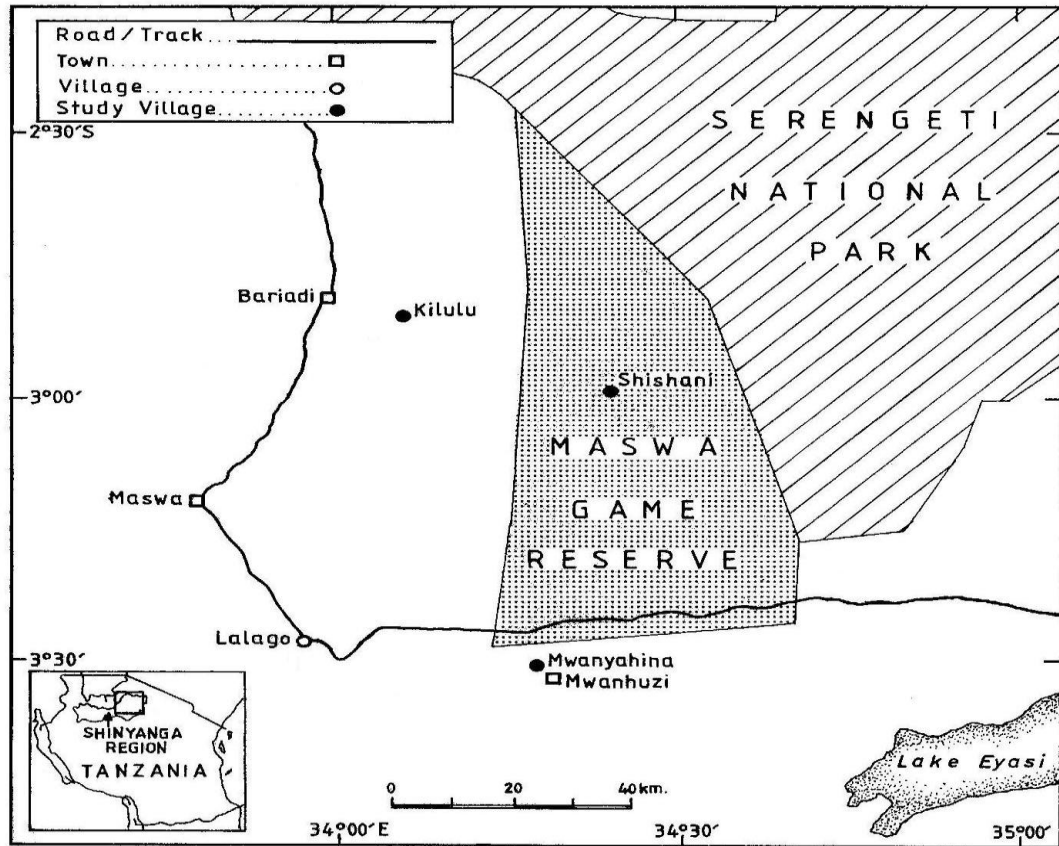 Road/Track
Town
Village
Study Village
2°30'S
SERENGETI
NATIONAL
PARK
Bariadi
Kilulu
Shishani
3°00'
MASWA
GAME
RESERVE
Maswa
Lalago
3°30'
Mwanyahina
Mwanhuzi
SHINYANGA
REGION
TANZANIA
Lake Eyasi
0 20 40 km.
34°00'E 34°30' 35°00'